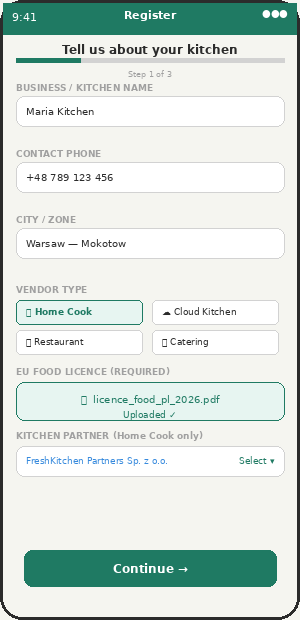 9:41
Register
Tell us about your kitchen
Step 1 of 3
BUSINESS / KITCHEN NAME
Maria Kitchen
CONTACT PHONE
+48 789 123 456
CITY / ZONE
Warsaw — Mokotow
VENDOR TYPE
Home Cook
☁ Cloud Kitchen
Restaurant
Catering
EU FOOD LICENCE (REQUIRED)
licence_food_pl_2026.pdf
Uploaded ✓
KITCHEN PARTNER (Home Cook only)
FreshKitchen Partners Sp. z o.o.
Select ▾
Continue →